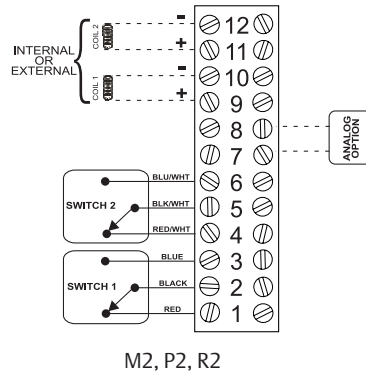 INTERNAL
OR
EXTERNAL
COIL 2
-
+
COIL 1
-
+
12
11
10
9
8
7
6
5
4
3
2
1
ANALOG
OPTION
SWITCH 2
BLU/WHT
BLK/WHT
RED/WHT
SWITCH 1
BLUE
BLACK
RED
M2, P2, R2